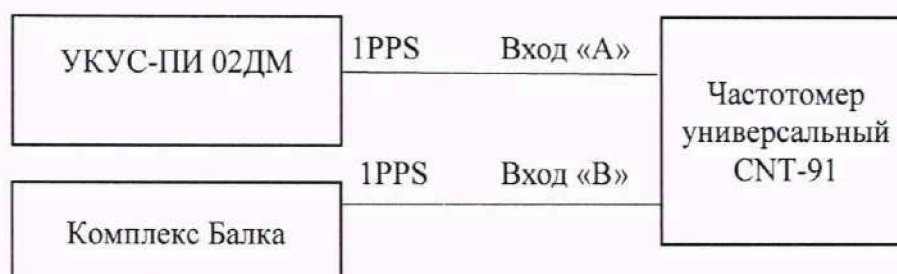 УКУС-ПИ 02ДМ
1PPS Вход «А»
Частотомер
универсальный
CNT-91
1PPS Вход «В»
Комплекс Балка